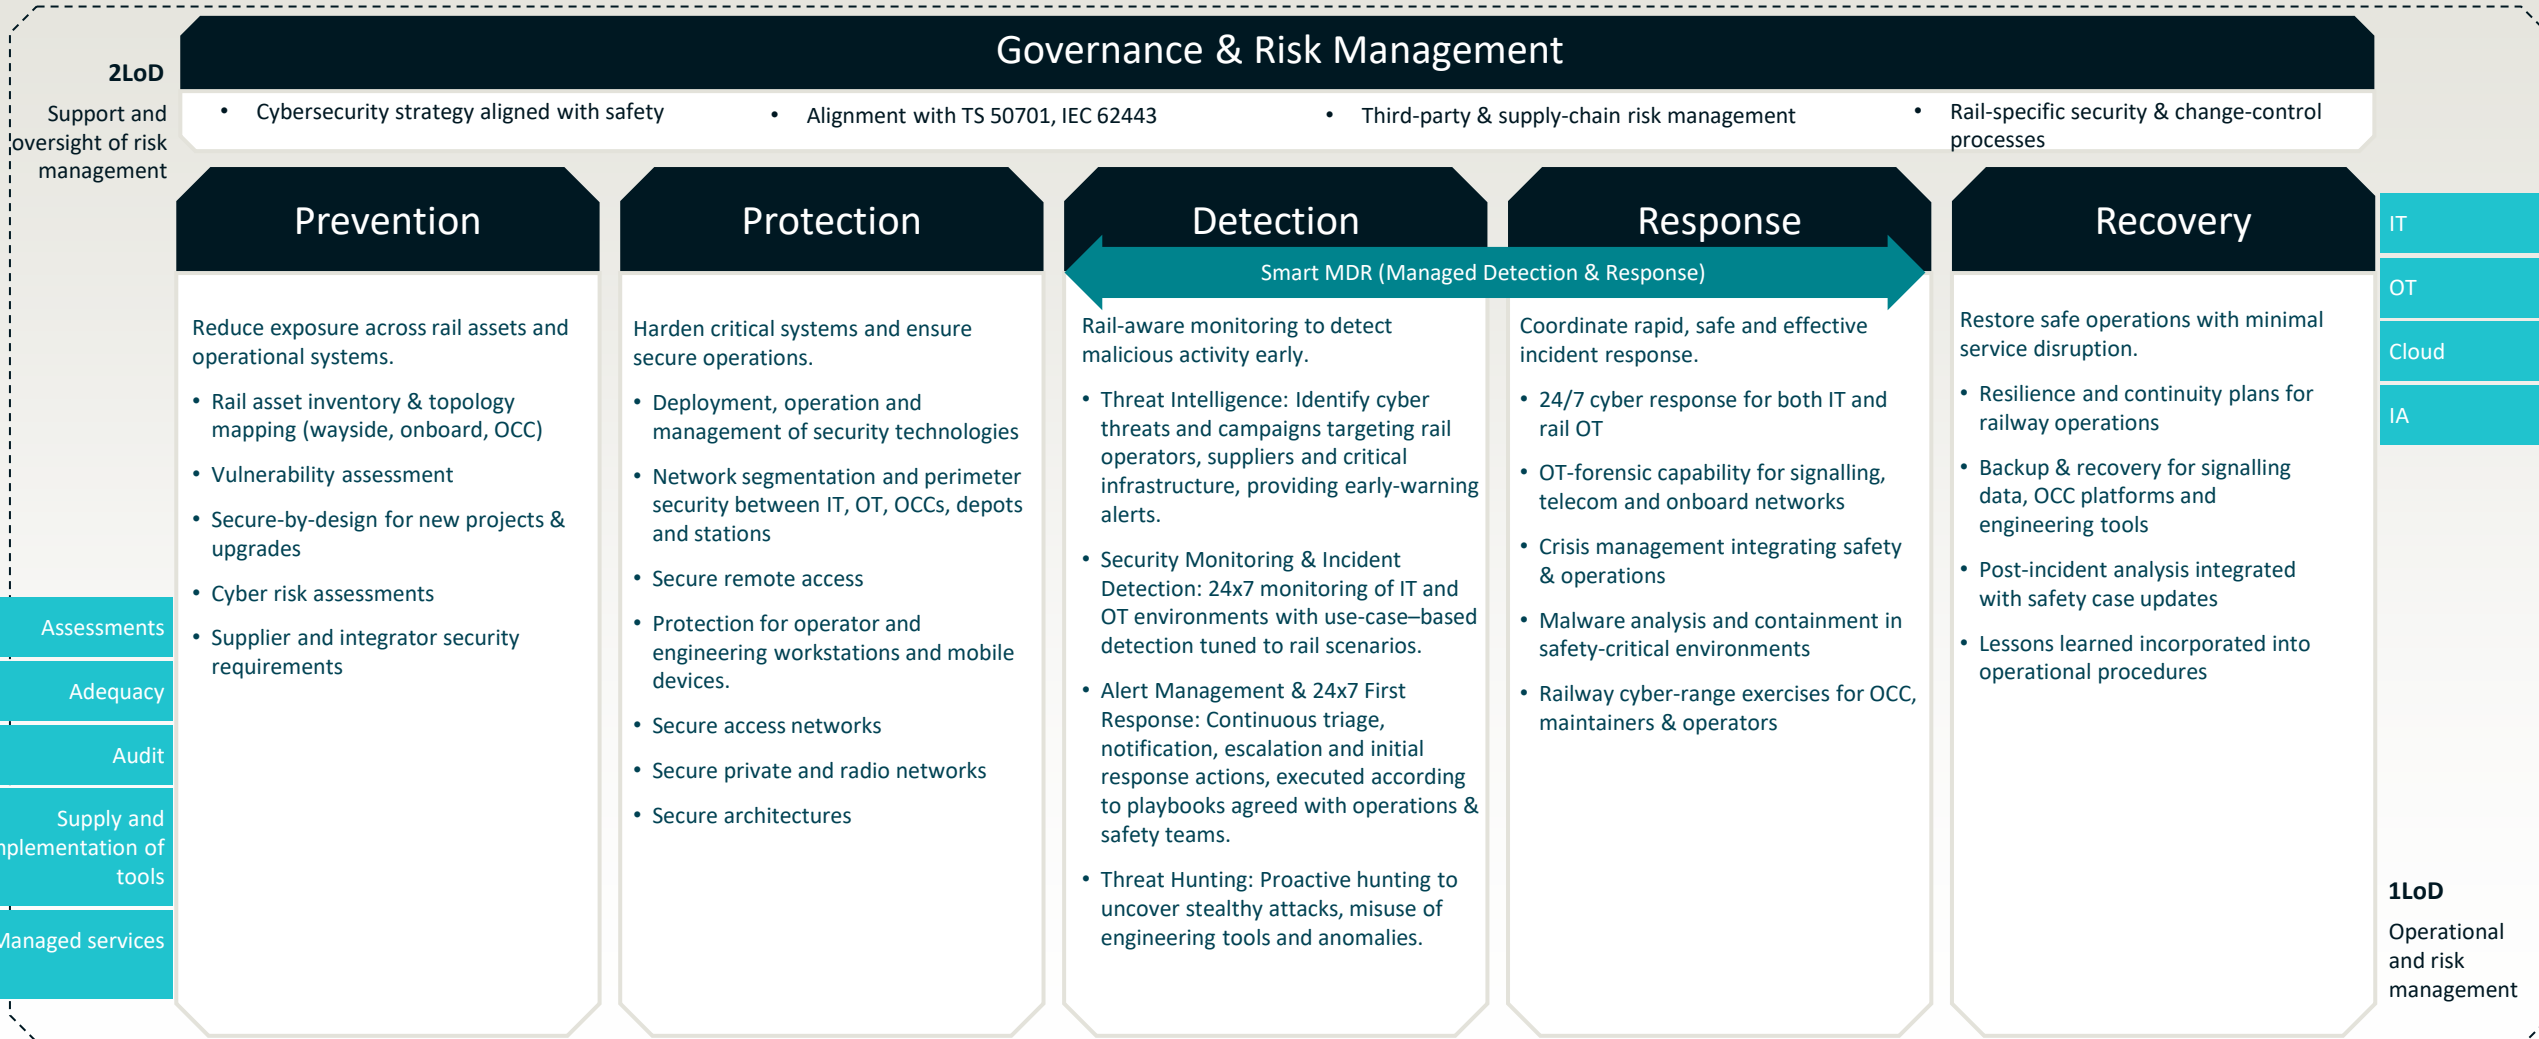 Governance & Risk Management
2LoD
Support and
oversight of risk
management
• Cybersecurity strategy aligned with safety
• Alignment with TS 50701, IEC 62443
• Third-party & supply-chain risk management
• Rail-specific security & change-control
processes
Prevention
Reduce exposure across rail assets and
operational systems.
• Rail asset inventory & topology
mapping (wayside, onboard, OCC)
• Vulnerability assessment
• Secure-by-design for new projects &
upgrades
• Cyber risk assessments
• Supplier and integrator security
requirements
Protection
Harden critical systems and ensure
secure operations.
• Deployment, operation and
management of security technologies
• Network segmentation and perimeter
security between IT, OT, OCCs, depots
and stations
• Secure remote access
• Protection for operator and
engineering workstations and mobile
devices.
• Secure access networks
• Secure private and radio networks
• Secure architectures
Detection
Response
Smart MDR (Managed Detection & Response)
Rail-aware monitoring to detect
malicious activity early.
• Threat Intelligence: Identify cyber
threats and campaigns targeting rail
operators, suppliers and critical
infrastructure, providing early-warning
alerts.
• Security Monitoring & Incident
Detection: 24x7 monitoring of IT and
OT environments with use-case–based
detection tuned to rail scenarios.
• Alert Management & 24x7 First
Response: Continuous triage,
notification, escalation and initial
response actions, executed according
to playbooks agreed with operations &
safety teams.
• Threat Hunting: Proactive hunting to
uncover stealthy attacks, misuse of
engineering tools and anomalies.
Coordinate rapid, safe and effective
incident response.
• 24/7 cyber response for both IT and
rail OT
• OT-forensic capability for signalling,
telecom and onboard networks
• Crisis management integrating safety
& operations
• Malware analysis and containment in
safety-critical environments
• Railway cyber-range exercises for OCC,
maintainers & operators
Recovery
Restore safe operations with minimal
service disruption.
• Resilience and continuity plans for
railway operations
• Backup & recovery for signalling
data, OCC platforms and
engineering tools
• Post-incident analysis integrated
with safety case updates
• Lessons learned incorporated into
operational procedures
IT
OT
Cloud
IA
Assessments
Adequacy
Audit
Supply and
mplementation of
tools
Managed services
1LoD
Operational
and risk
management